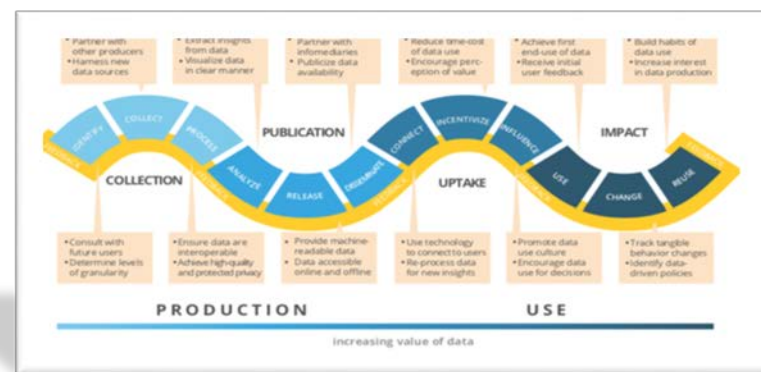 • Partner with
other producers
• Harness new
data sources
• Extract insights
from data
• Visualize data
in clear manner
• Partner with
infomediaries
• Publicize data
availability
• Reduce time-cost
of data use
• Encourage perc-
eption of value
• Achieve first
end-use of data
• Receive initial
user feedback
• Build habits of
data use
• Increase interest
in data production
IDENTIFY
COLLECT
PROCESS
ANALYZE
RELEASE
DISSEMINATE
CONNECT
INCENTIVIZE
INFLUENCE
USE
CHANGE
REUSE
FEEDBACK
FEEDBACK
FEEDBACK
FEEDBACK
FEEDBACK
COLLECTION
PUBLICATION
UPTAKE
IMPACT
• Consult with
future users
• Determine levels
of granularity
• Ensure data are
interoperable
• Achieve high-quality
and protected privacy
• Provide machine-
readable data
• Data accessible
online and offline
• Use technology
to connect to users
• Re-process data
for new insights
• Promote data
use culture
• Encourage data
use for decisions
• Track tangible
behavior changes
• Identify data-
driven policies
PRODUCTION
USE
increasing value of data